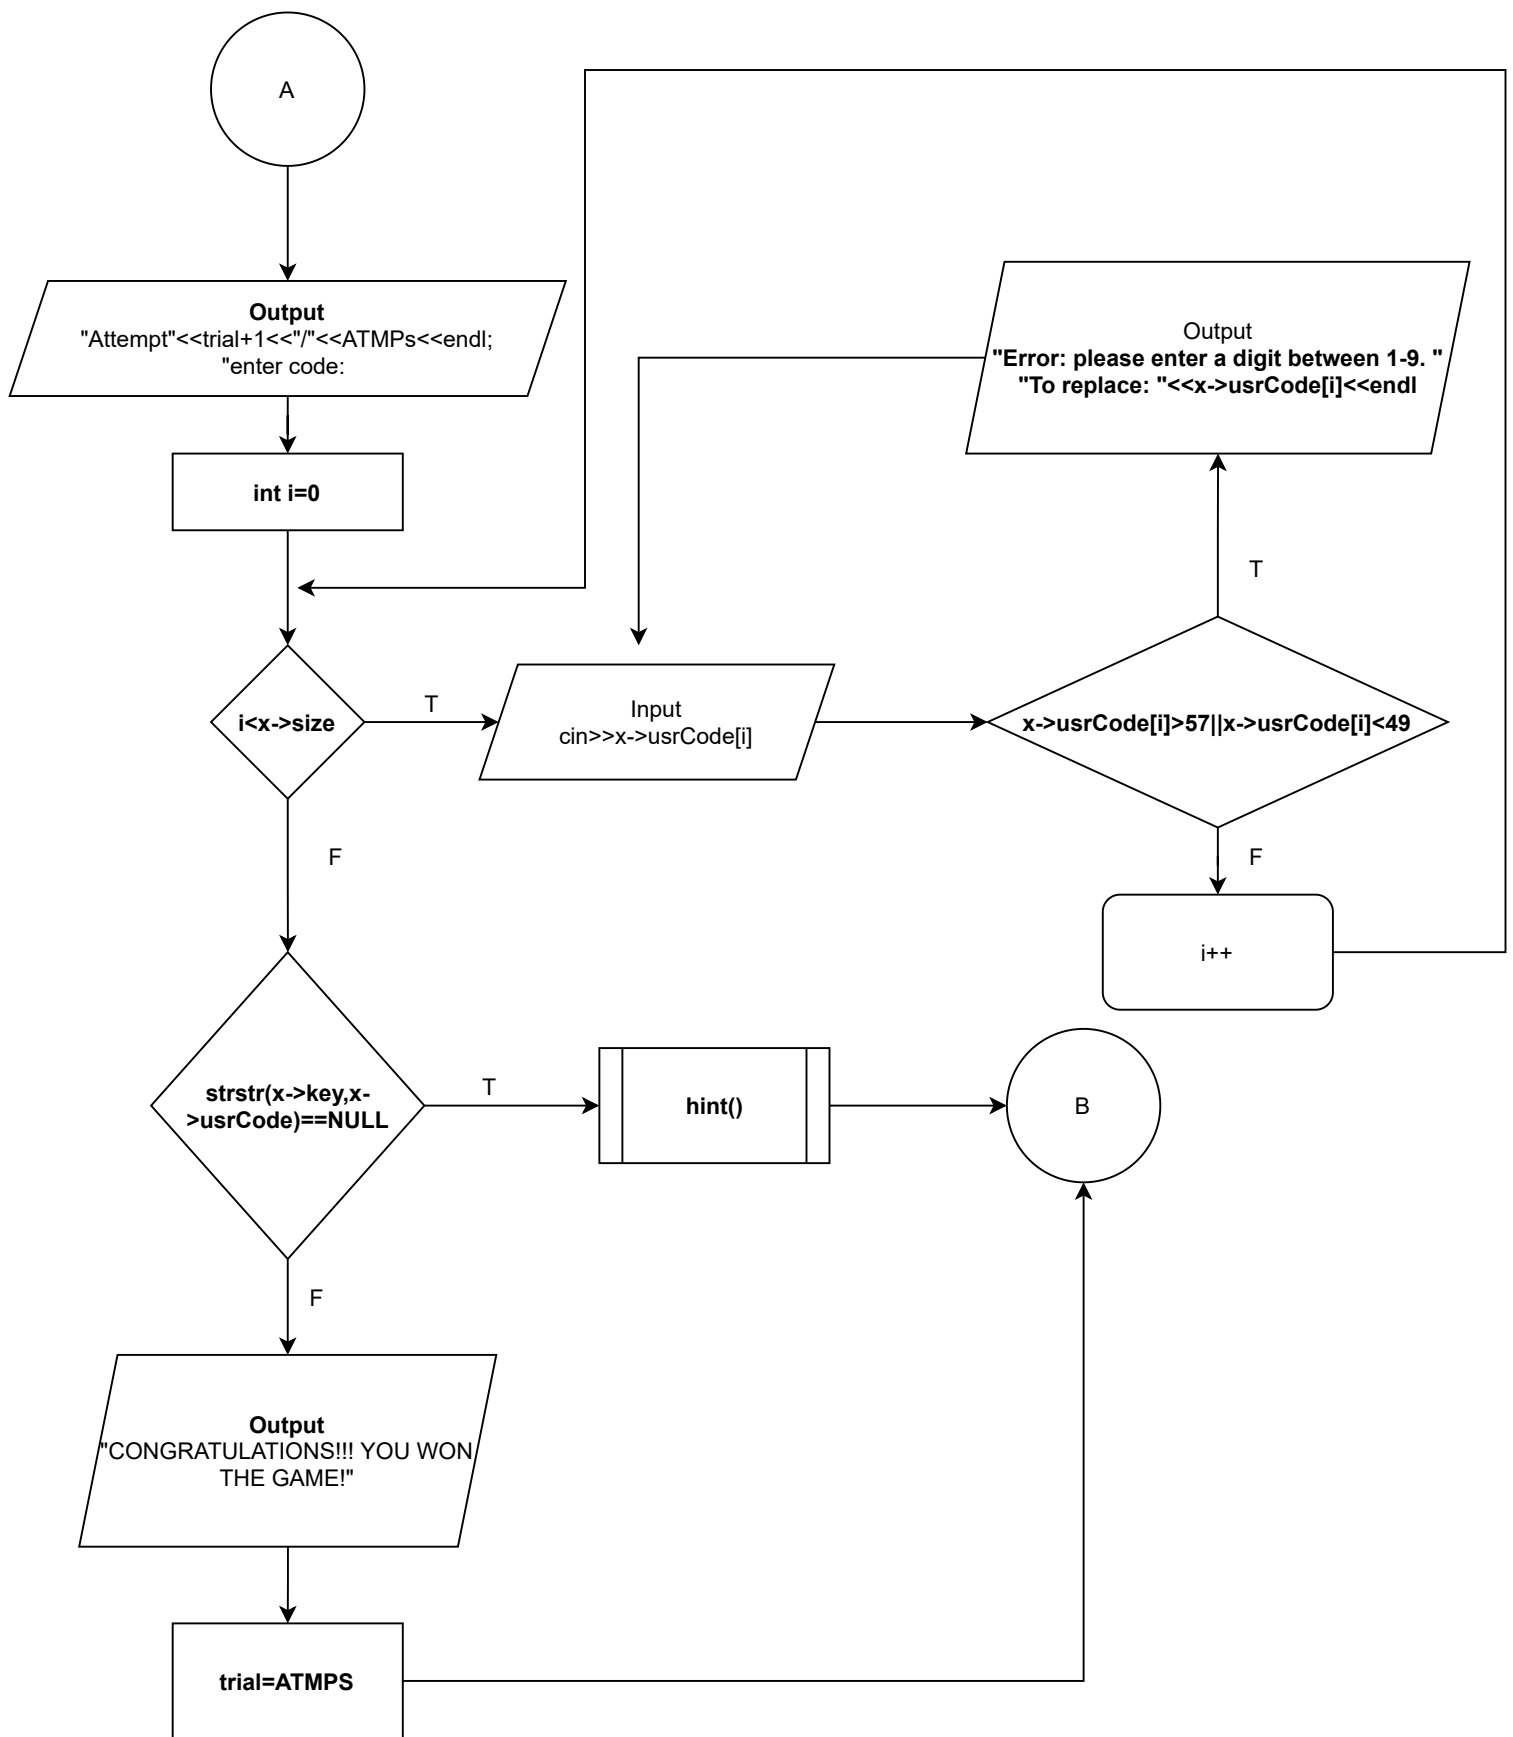 A
Output
"Attempt"<<trial+1<<"/"<<ATMPs<<endl;
"enter code:
int i=0
Output
"Error: please enter a digit between 1-9. "
"To replace: "<<x->usrCode[i]<<endl
T
i<x->size
T
Input
cin>>x->usrCode[i]
x->usrCode[i]>57||x->usrCode[i]<49
F
F
i++
strstr(x->key,x-
>usrCode)==NULL
T
hint()
B
F
Output
"CONGRATULATIONS!!! YOU WON
THE GAME!"
trial=ATMPS